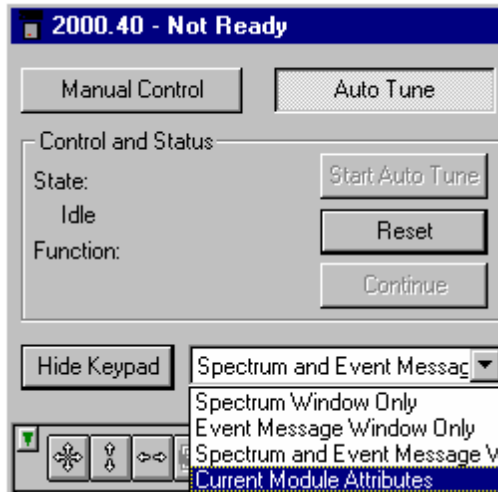 2000.40 - Not Ready
Manual Control
Auto Tune
Control and Status
State:
Start Auto Tune
Idle
Reset
Function:
Continue
Hide Keypad
Spectrum and Event Messag
Spectrum Window Only
Event Message Window Only
Spectrum and Event Message W
Current Module Attributes